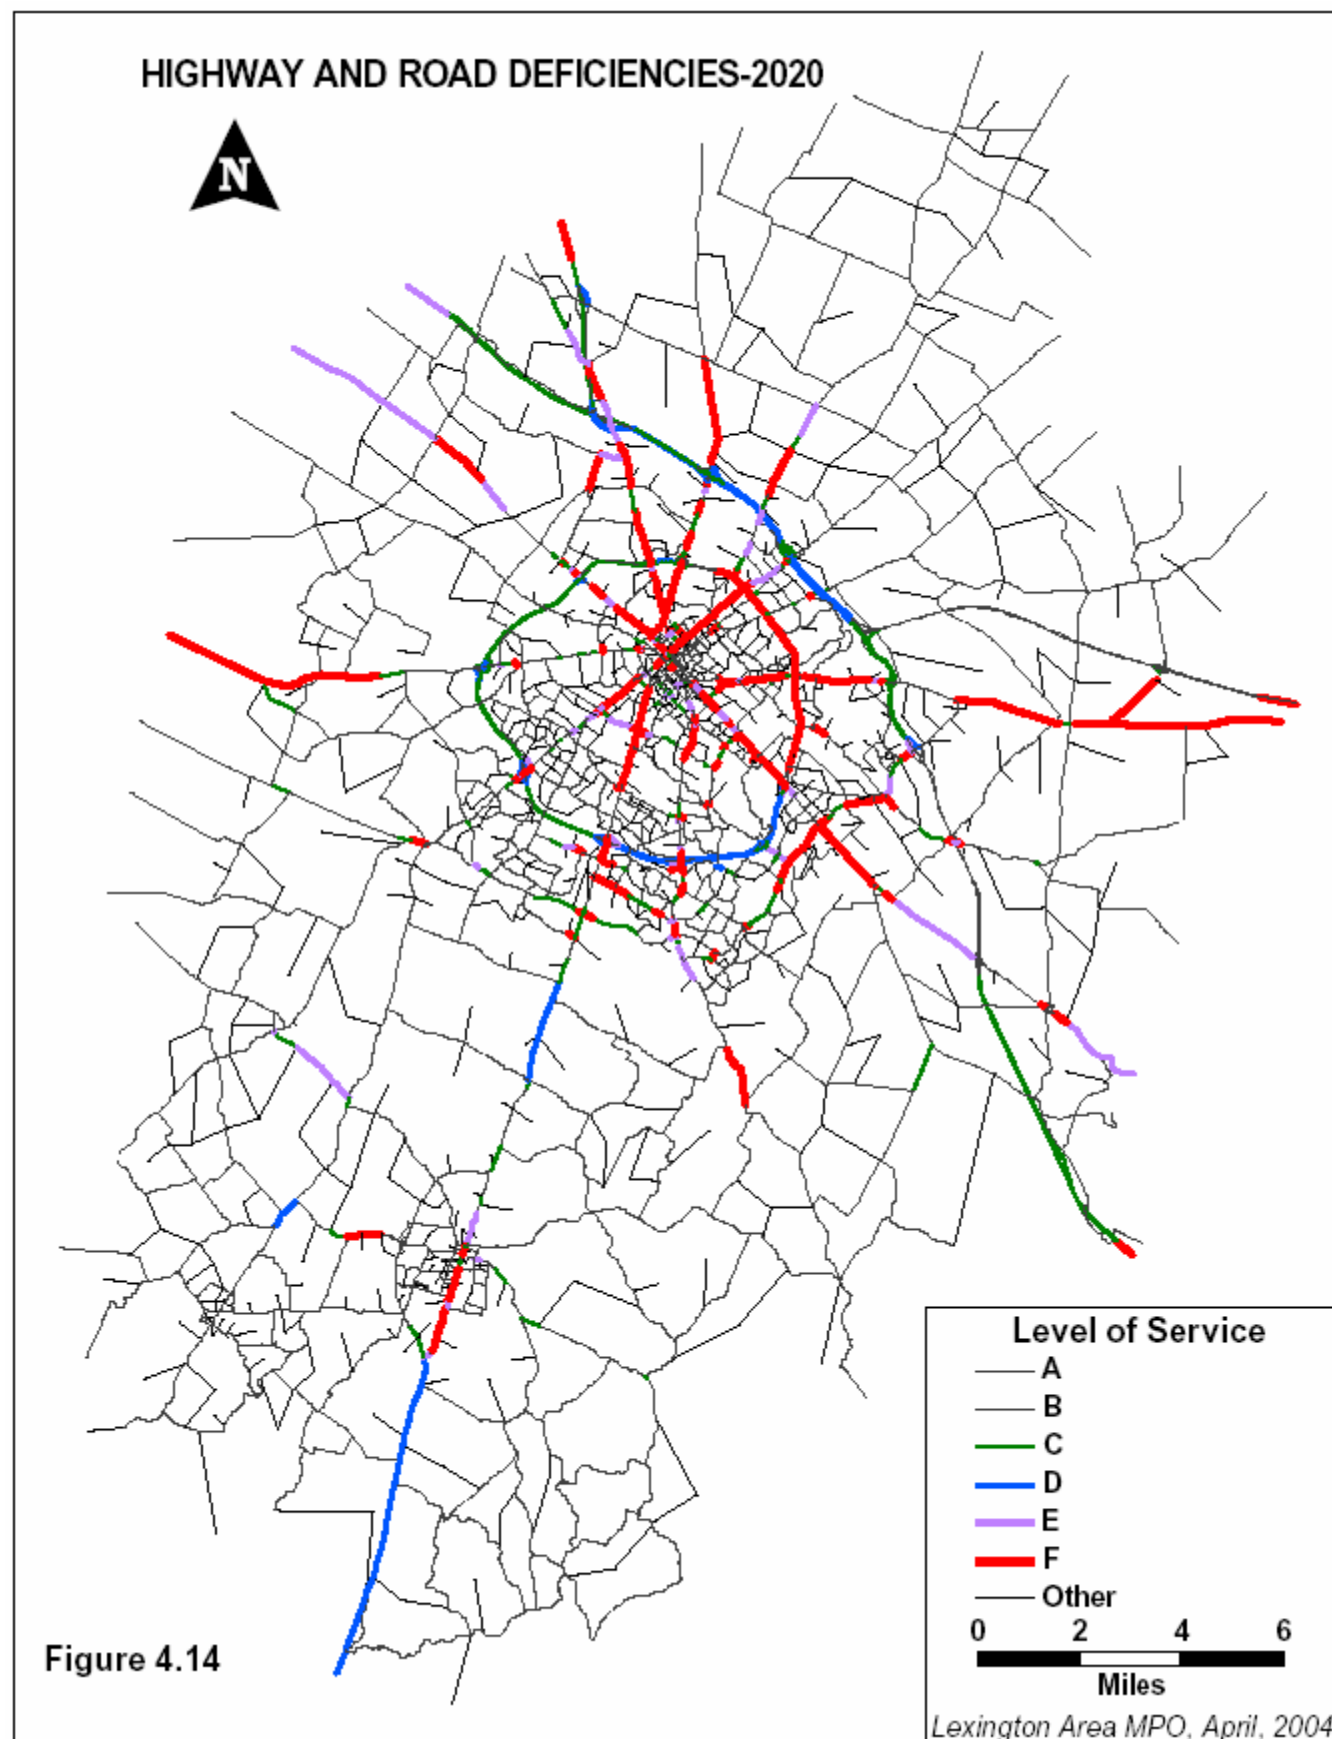 HIGHWAY AND ROAD DEFICIENCIES-2020
N
Level of Service
A
B
C
D
E
F
Other
0 2 4 6
Miles
Figure 4.14
Lexington Area MPO, April, 2004